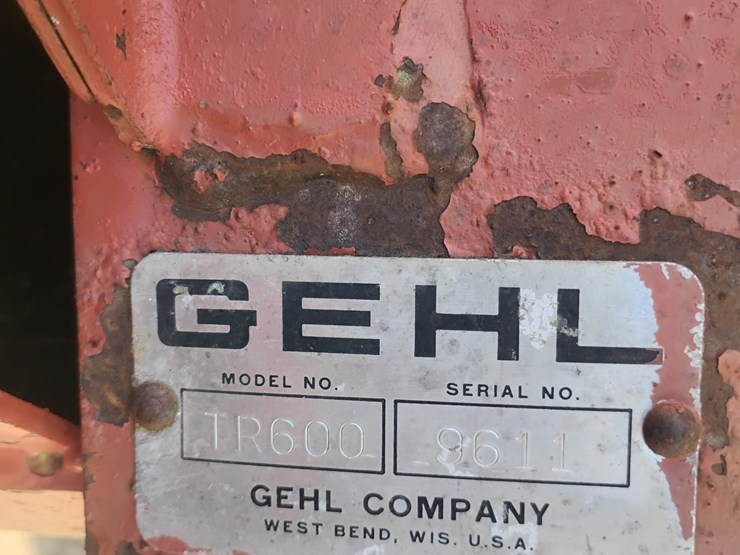 GEHL
MODEL NO. SERIAL NO.
TR600 9611
GEHL COMPANY
WEST BEND, WIS. U.S.A.